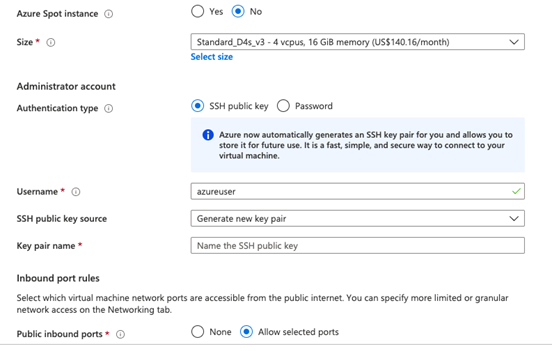 Azure Spot instance Yes No
Size * Standard_D4s_v3 - 4 vcpus, 16 GiB memory (US$140.16/month)
Select size
Administrator account
Authentication type SSH public key Password
Azure now automatically generates an SSH key pair for you and allows you to
store it for future use. It is a fast, simple, and secure way to connect to your
virtual machine.
Username * azureuser
SSH public key source Generate new key pair
Key pair name * Name the SSH public key
Inbound port rules
Select which virtual machine network ports are accessible from the public internet. You can specify more limited or granular
network access on the Networking tab.
Public inbound ports * None Allow selected ports